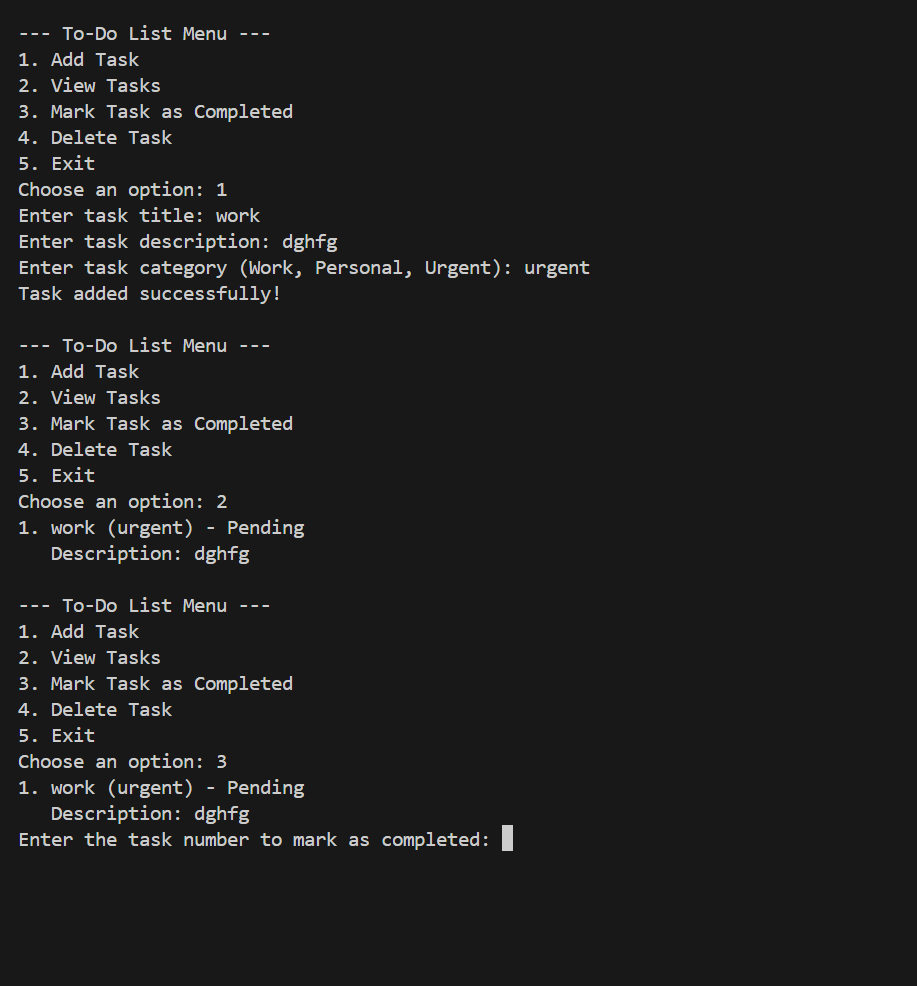 --- To-Do List Menu ---
1. Add Task
2. View Tasks
3. Mark Task as Completed
4. Delete Task
5. Exit
Choose an option: 1
Enter task title: work
Enter task description: dghfg
Enter task category (Work, Personal, Urgent): urgent
Task added successfully!

--- To-Do List Menu ---
1. Add Task
2. View Tasks
3. Mark Task as Completed
4. Delete Task
5. Exit
Choose an option: 2
1. work (urgent) - Pending
   Description: dghfg

--- To-Do List Menu ---
1. Add Task
2. View Tasks
3. Mark Task as Completed
4. Delete Task
5. Exit
Choose an option: 3
1. work (urgent) - Pending
   Description: dghfg
Enter the task number to mark as completed: